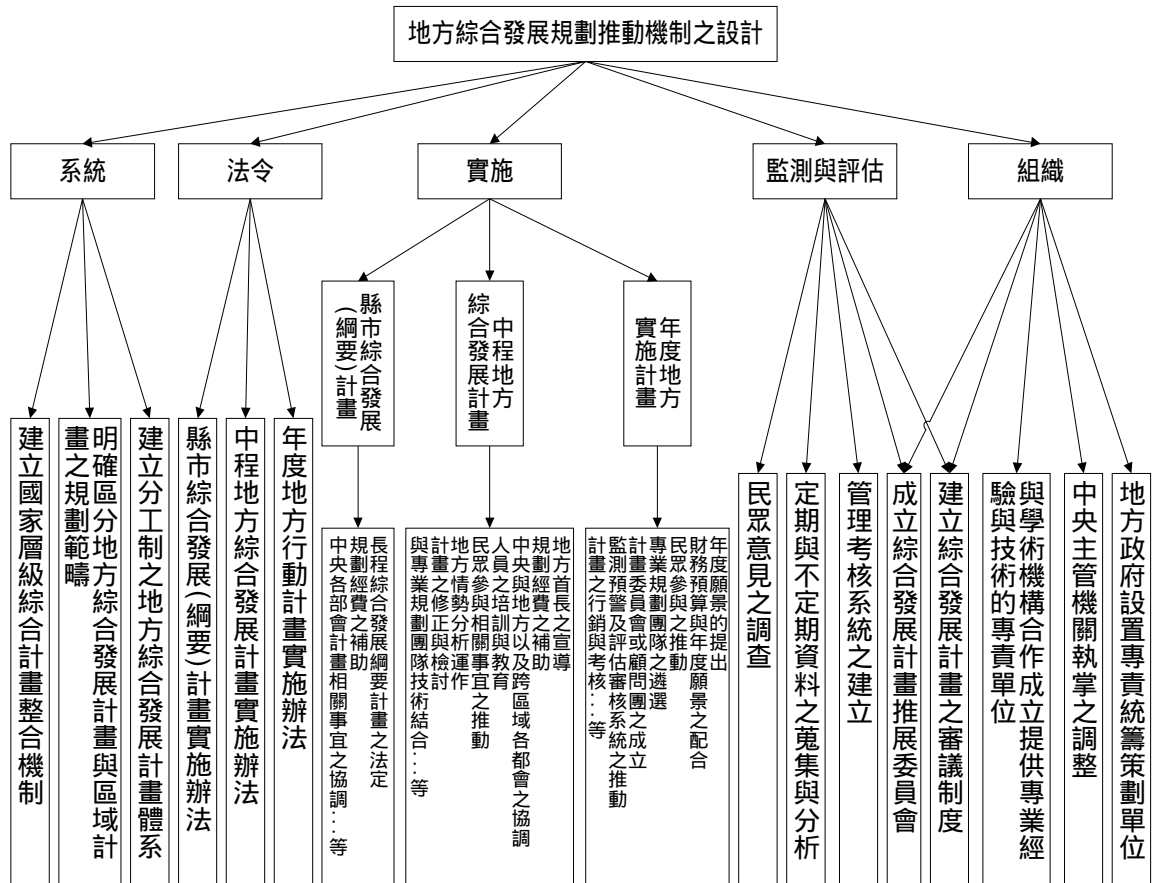 地方綜合發展規劃推動機制之設計
系統
法令
實施
監測與評估
組織
縣市綜合發展
(綱要)計畫
中程地方
綜合發展計畫
年度地方
實施計畫
建立國家層級綜合計畫整合機制
明確區分地方綜合發展計畫與區域計
畫之規劃範疇
建立分工制之地方綜合發展計畫體系
縣市綜合發展(綱要)計畫實施辦法
中程地方綜合發展計畫實施辦法
年度地方行動計畫實施辦法
長程綜合發展綱要計畫之法定
規劃經費之補助
中央各部會計畫相關事宜之協調...等
地方首長之宣導
規劃經費之補助
中央與地方以及跨區域各都會之協調
人員之培訓與教育
民眾參與相關事宜之推動
地方情勢分析運作
計畫之修正與檢討
與專業規劃團隊技術結合...等
年度願景的提出
財務預算與年度願景之配合
民眾參與之推動
專業規劃團隊之遴選
計畫委員會或顧問團之成立
監測預警及評估審核系統之推動
計畫之行銷與考核...等
民眾意見之調查
定期與不定期資料之蒐集與分析
管理考核系統之建立
成立綜合發展計畫推展委員會
建立綜合發展計畫之審議制度
與學術機構合作成立提供專業經
驗與技術的專責單位
中央主管機關執掌之調整
地方政府設置專責統籌策劃單位